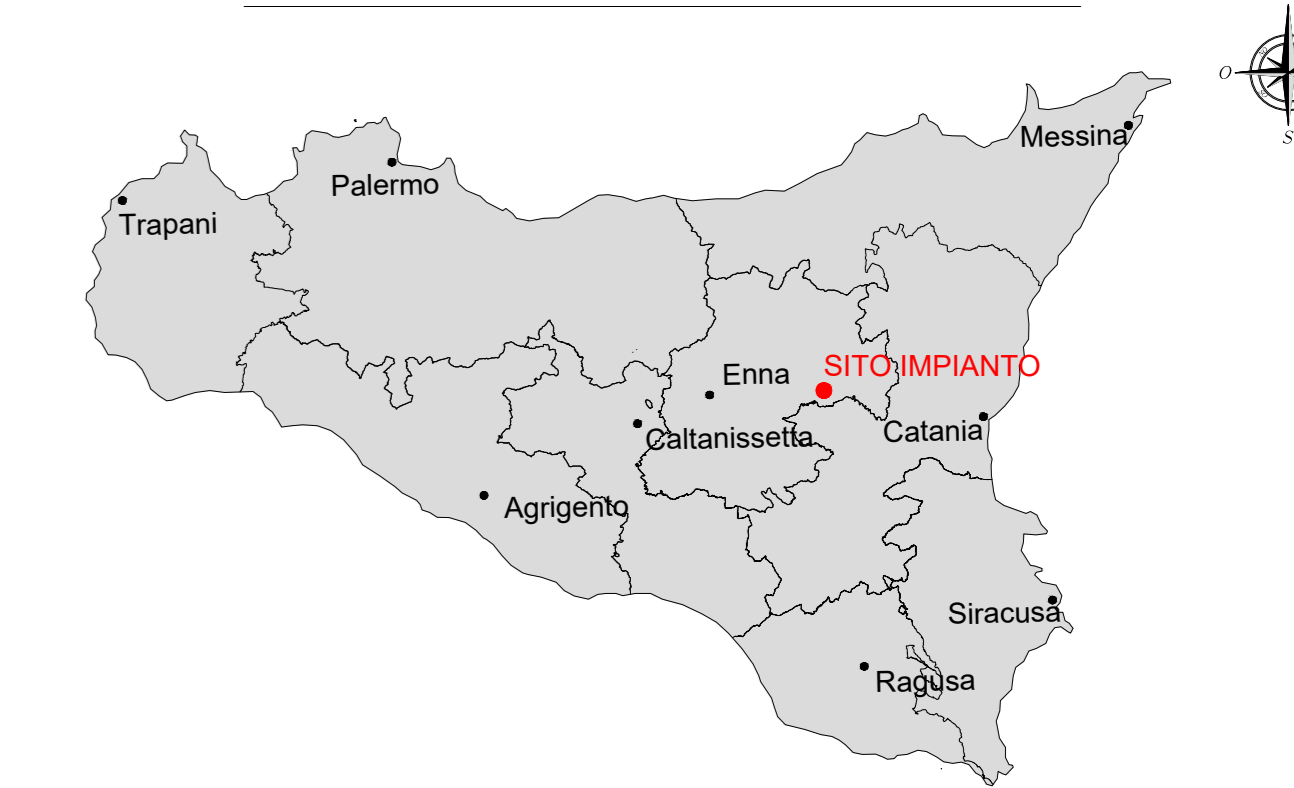 O
S
Messina
Palermo
Trapani
SITO IMPIANTO
Enna
Catania
Caltanissetta
Agrigento
Siracusa
Ragusa